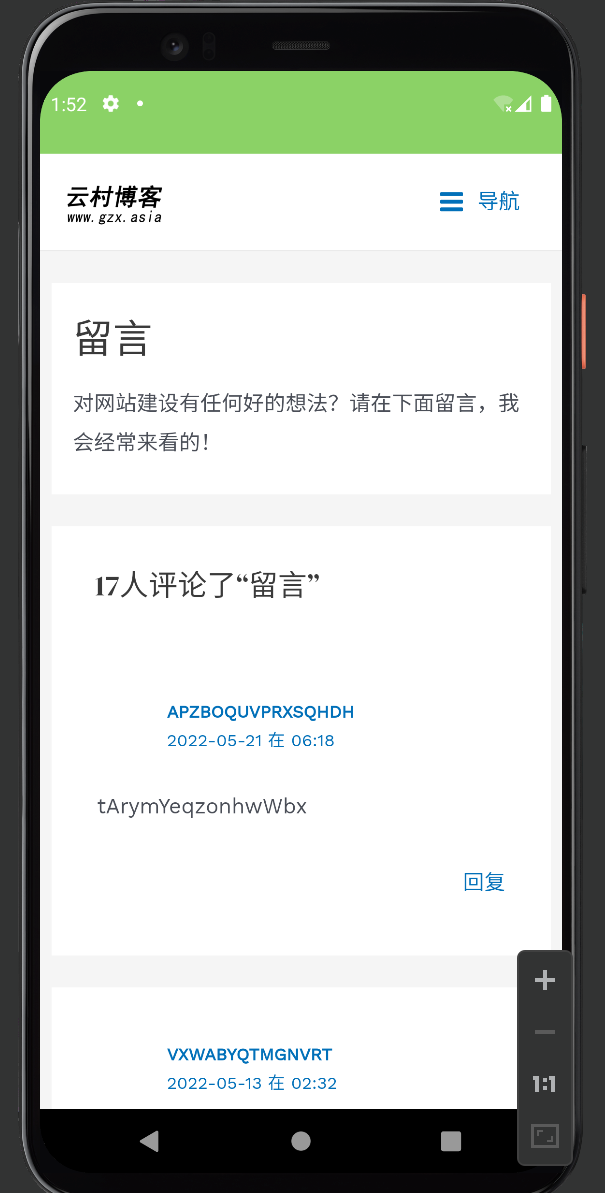 1:52
云村博客
www.gzx.asia
导航
留言
对网站建设有任何好的想法？请在下面留言，我
会经常来看的！
17人评论了“留言”
APZBOQUVPRXSQHDH
2022-05-21 在 06:18
tArymYeqzonhwWbx
回复
VXWABYQTMGNVRT
2022-05-13 在 02:32
1:1